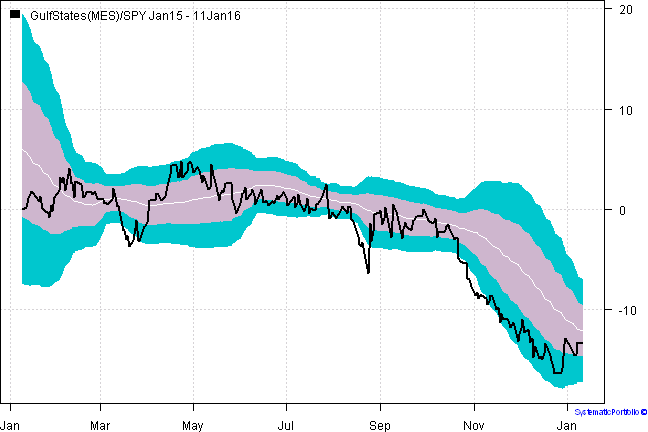 GulfStates(MES)/SPY Jan15 - 11Jan16
20
10
0
-10
Jan Mar May Jul Sep Nov Jan
SystematicPortfolio ©